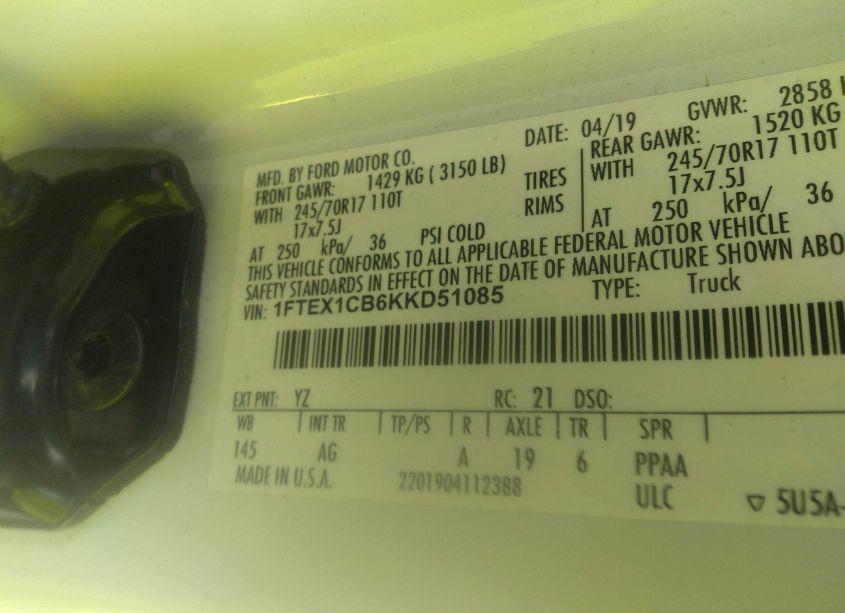 MFD. BY FORD MOTOR CO. DATE: 04/19 GVWR: 2858
FRONT GAWR: 1429 KG ( 3150 LB) REAR GAWR: 1520 KG
WITH 245/70R17 110T TIRES WITH 245/70R17 110T
17x7.5J RIMS 17x7.5J
AT 250 kPa/ 36 PSI COLD AT 250 kPa/ 36
THIS VEHICLE CONFORMS TO ALL APPLICABLE FEDERAL MOTOR VEHICLE
SAFETY STANDARDS IN EFFECT ON THE DATE OF MANUFACTURE SHOWN ABO
VIN: 1FTEX1CB6KKD51085 TYPE: Truck
EXT PNT: YZ RC: 21 DSO:
WB INT TR TP/PS R AXLE TR SPR
145 AG A 19 6 PPAA
MADE IN U.S.A. 2201904112388 ULC 5U5A-